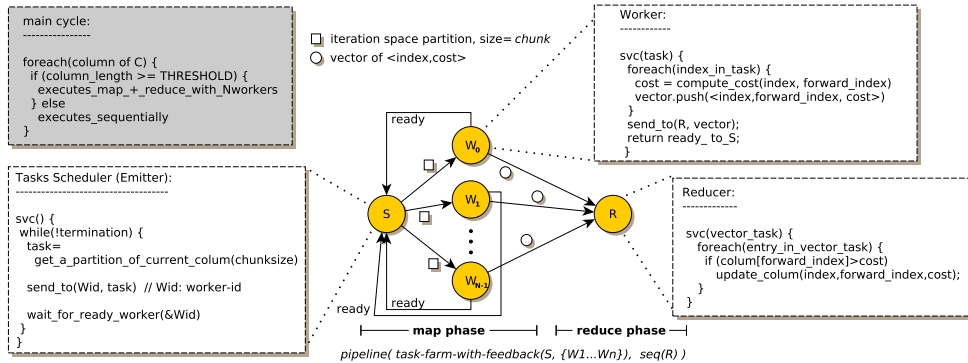 main cycle:
----------------
foreach(column of C) {
if (column_length >= THRESHOLD) {
executes_map_+_reduce_with_Nworkers
} else
executes_sequentially
}
iteration space partition, size= chunk
vector of <index,cost>
Worker:
------------
svc(task) {
foreach(index_in_task) {
cost = compute_cost(index, forward_index)
vector.push(<index,forward_index, cost>)
}
send_to(R, vector);
return ready_ to_S;
}
Tasks Scheduler (Emitter):
------------------------------------
svc() {
while(!termination) {
task=
get_a_partition_of_current_colum(chunksize)
send_to(Wid, task)  // Wid: worker-id
wait_for_ready_worker(&Wid)
}
}
ready
W0
S
W1
R
WN-1
ready
ready
Reducer:
-------------
svc(vector_task) {
foreach(entry_in_vector_task) {
if (colum[forward_index]>cost)
update_colum(index,forward_index,cost);
}
}
map phase
reduce phase
pipeline( task-farm-with-feedback(S, {W1...Wn}),  seq(R) )